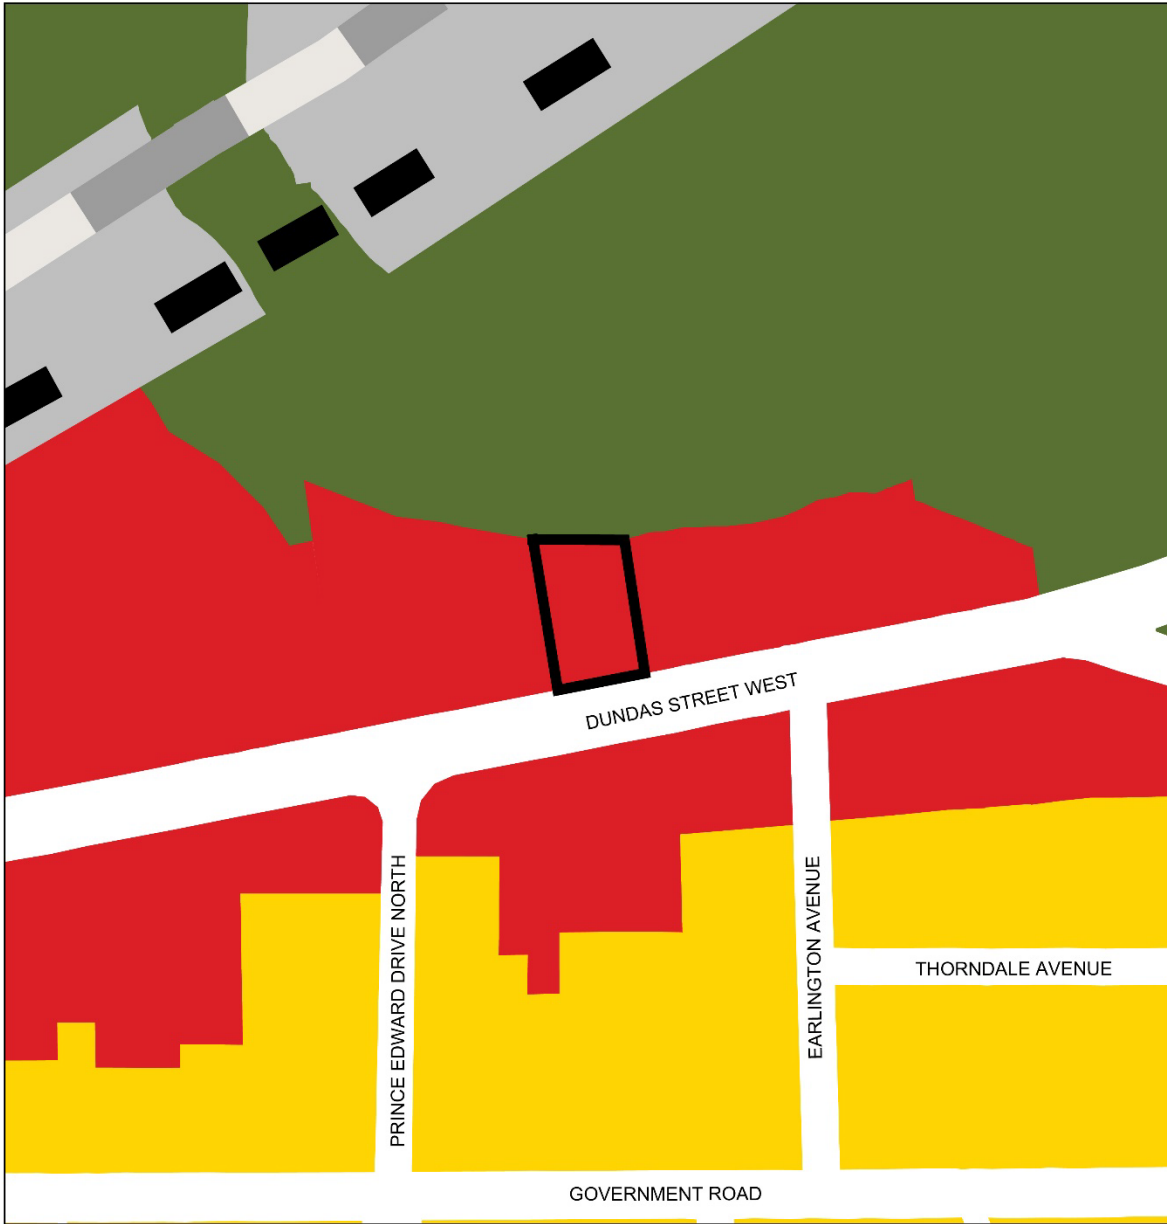 DUNDAS STREET WEST
PRINCE EDWARD DRIVE NORTH
EARLINGTON AVENUE
THORNDALE AVENUE
GOVERNMENT ROAD